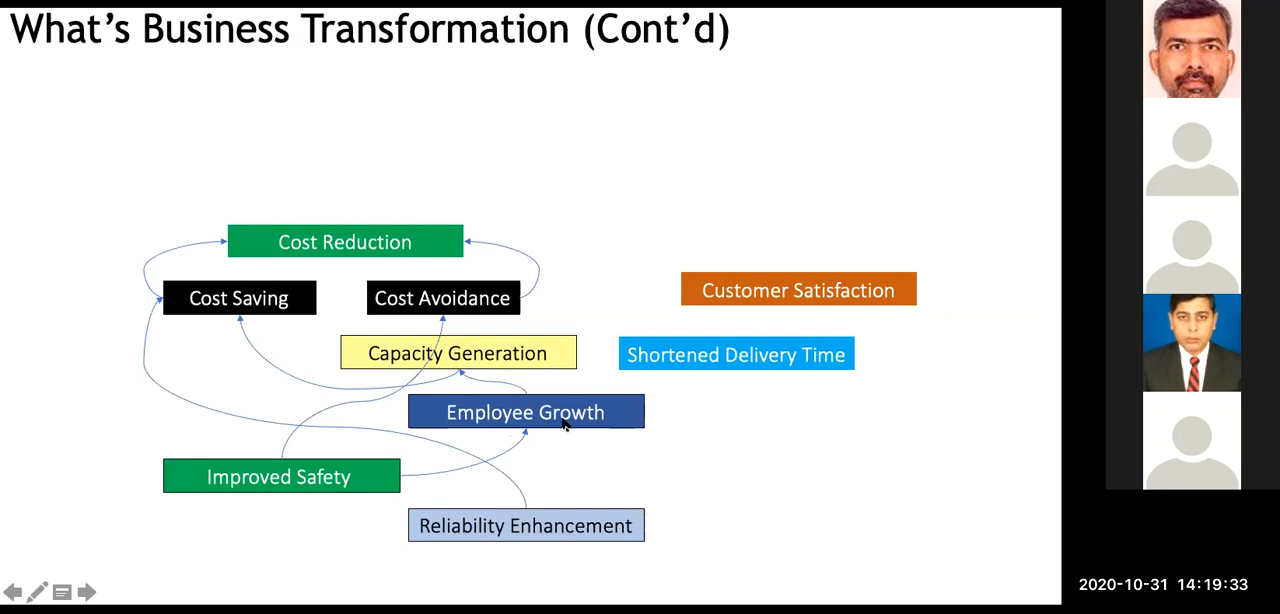 What’s Business Transformation (Cont’d)
Cost Reduction
Cost Saving
Cost Avoidance
Customer Satisfaction
Capacity Generation
Shortened Delivery Time
Employee Growth
Improved Safety
Reliability Enhancement
2020-10-31 14:19:33